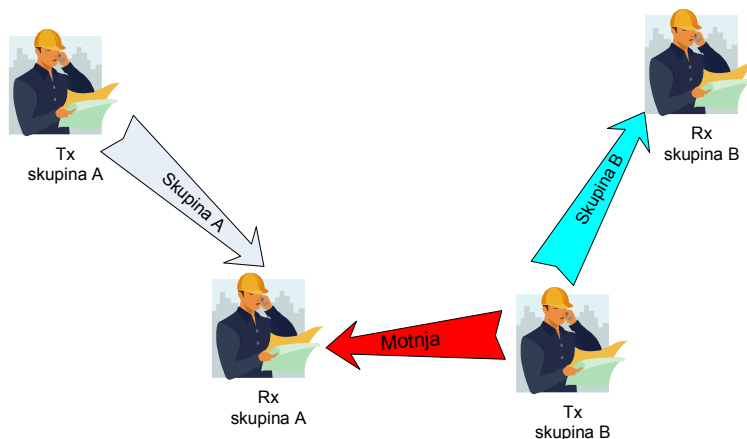 Tx
skupina A
Rx
skupina B
Skupina A
Skupina B
Motnja
Rx
skupina A
Tx
skupina B